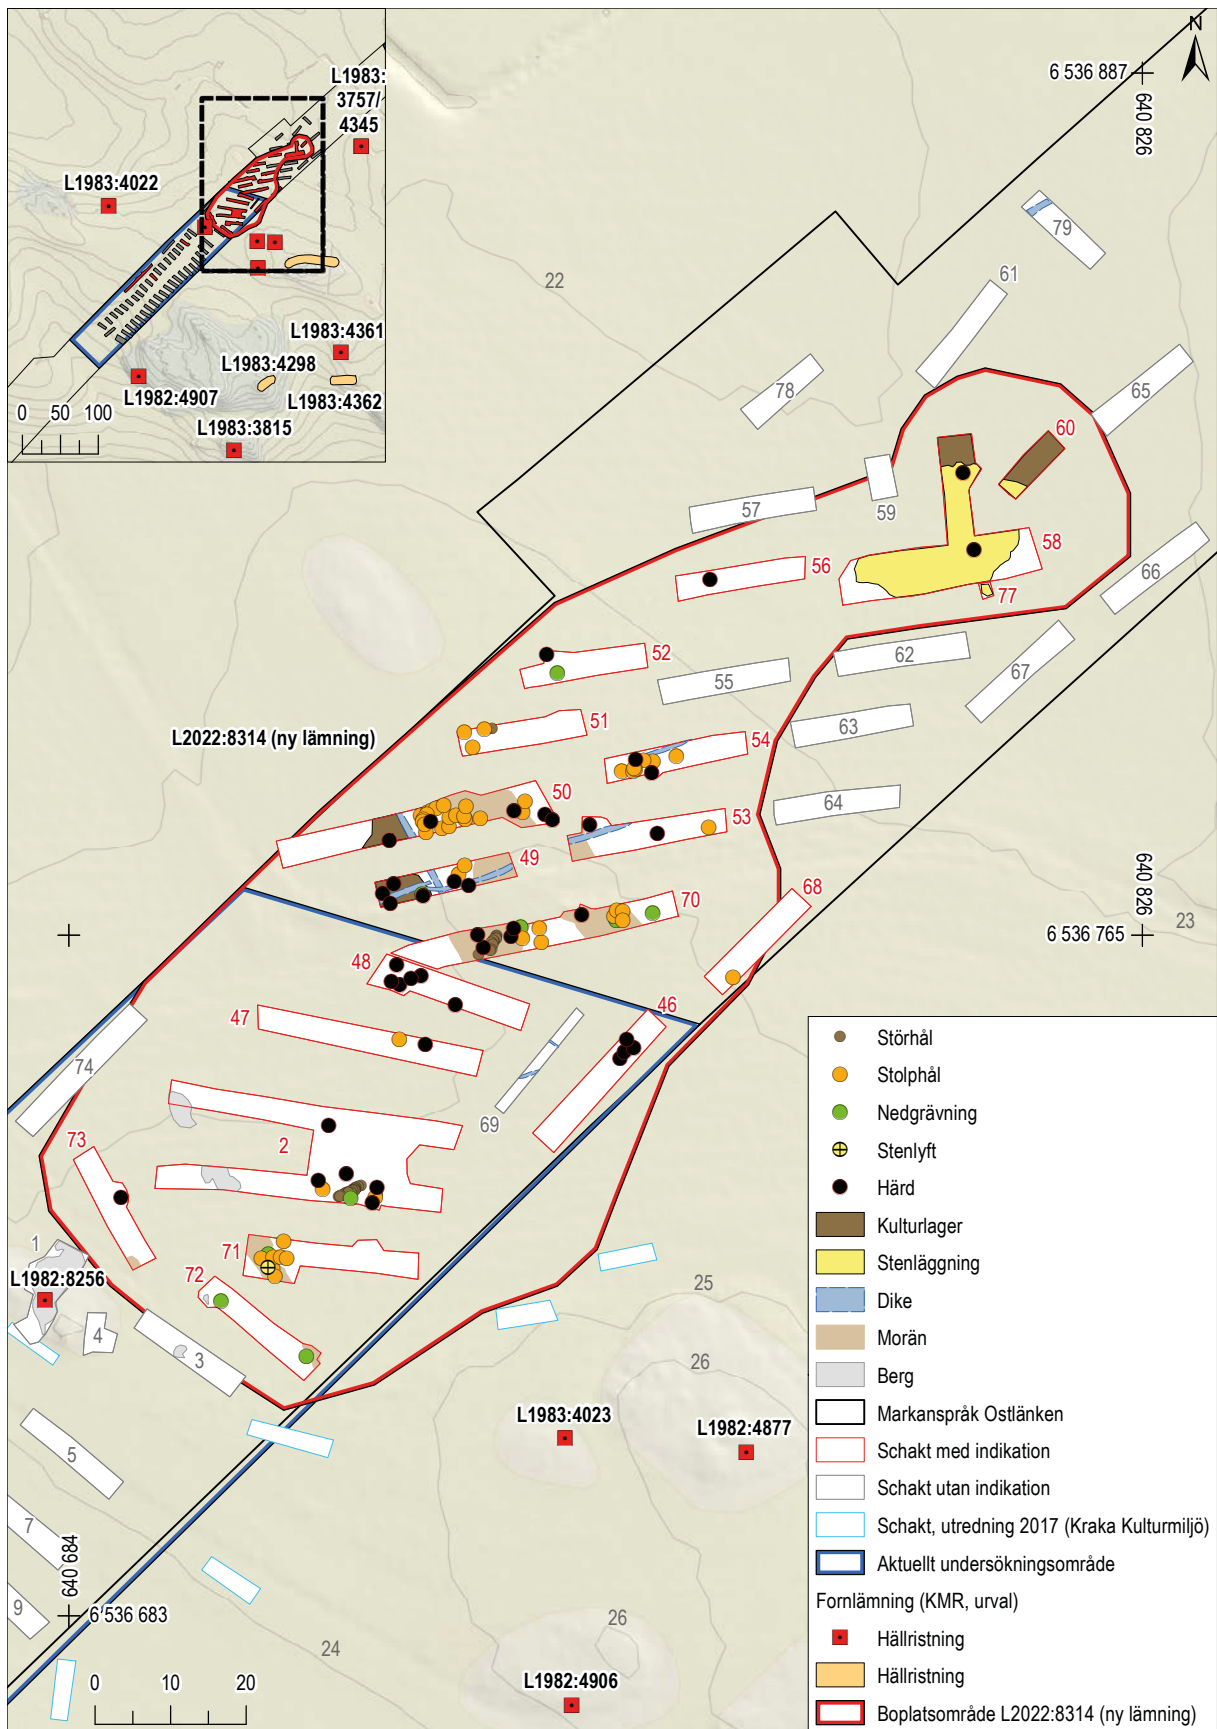 L1983:
3757/
4345
L1983:4022
L1983:4361
L1983:4298
L1982:4907
L1983:4362
L1983:3815
0 50 100
N
6 536 887
640 826
79
22
61
78
65
60
57
59
58
56
66
77
52
62
55
67
51
L2022:8314 (ny lämning)
63
54
50
64
53
49
68
70
640 826
23
6 536 765
48
47
46
74
69
73
2
1
71
L1982:8256
72
4
3
25
26
L1983:4023
L1982:4877
5
7
640 684
9
6 536 683
26
24
L1982:4906
0 10 20
Störhål
Stolphål
Nedgrävning
Stenlyft
Härd
Kulturlager
Stenläggning
Dike
Morän
Berg
Markanspråk Ostlänken
Schakt med indikation
Schakt utan indikation
Schakt, utredning 2017 (Kraka Kulturmiljö)
Aktuellt undersökningsområde
Fornlämning (KMR, urval)
Hällristning
Hällristning
Boplatsområde L2022:8314 (ny lämning)